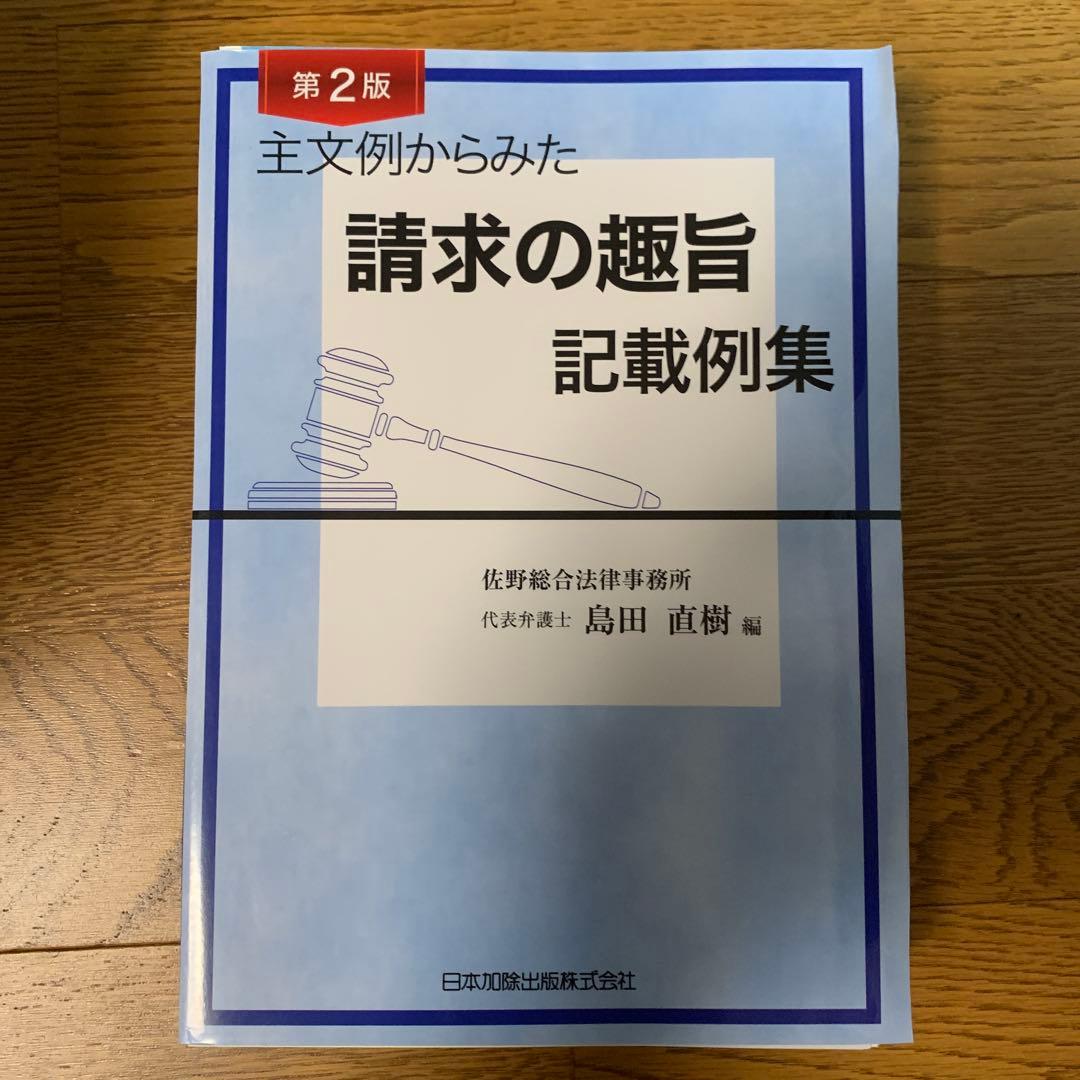 第2版
主文例からみた
請求の趣旨
記載例集
佐野総合法律事務所
代表弁護士 島田 直樹 編
日本加除出版株式会社